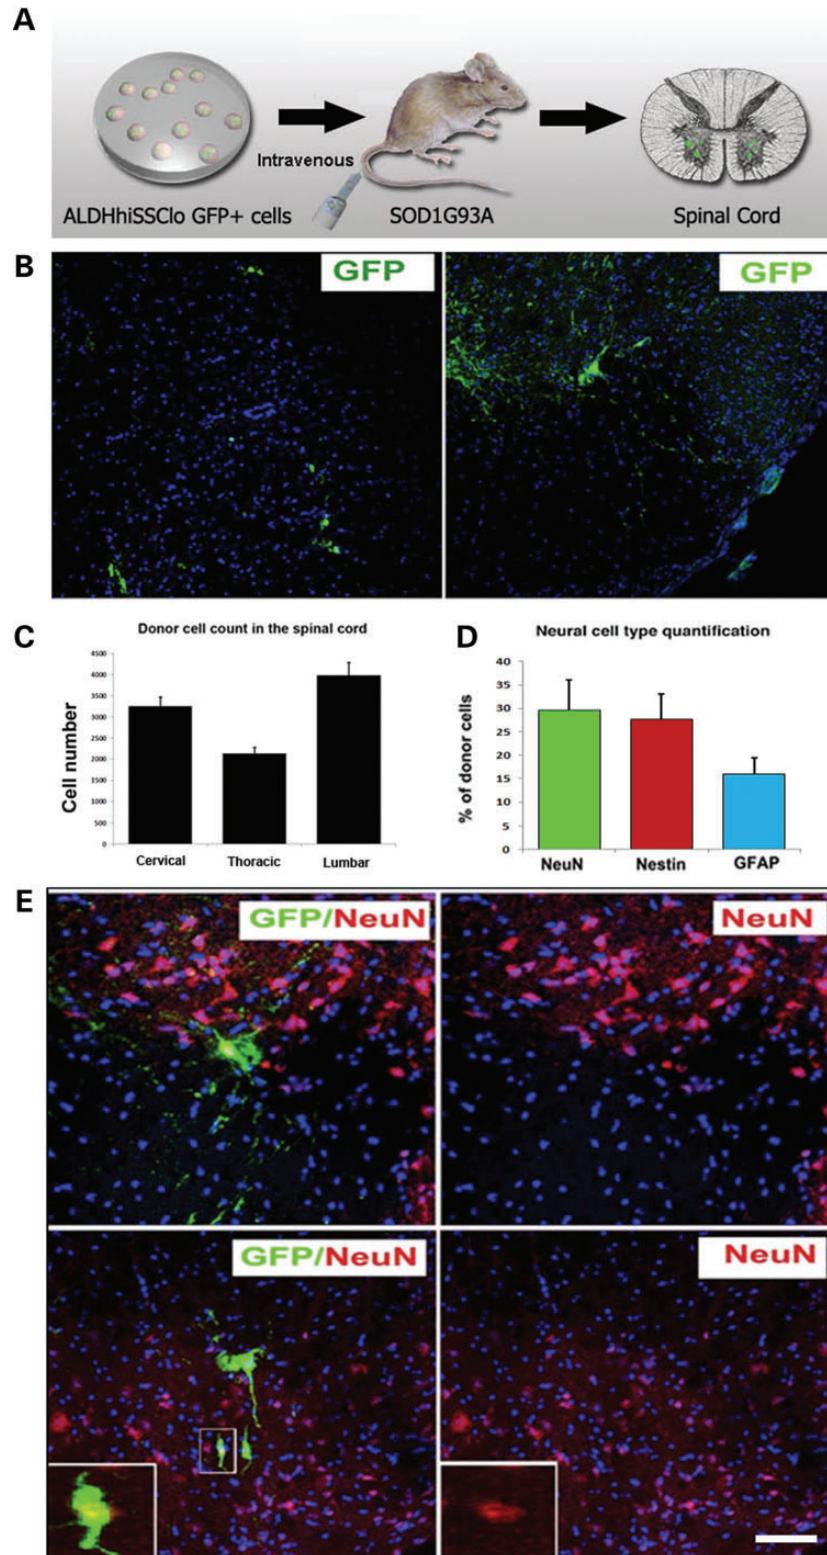 A
Intravenous
ALDHhiSSClo GFP+ cells
SOD1G93A
Spinal Cord
B
GFP
GFP
C
Donor cell count in the spinal cord
Cell number
4500
4000
3500
3000
2500
2000
1500
1000
500
0
Cervical
Thoracic
Lumbar
D
Neural cell type quantification
% of donor cells
40
35
30
25
20
15
10
5
0
NeuN
Nestin
GFAP
E
GFP/NeuN
NeuN
GFP/NeuN
NeuN